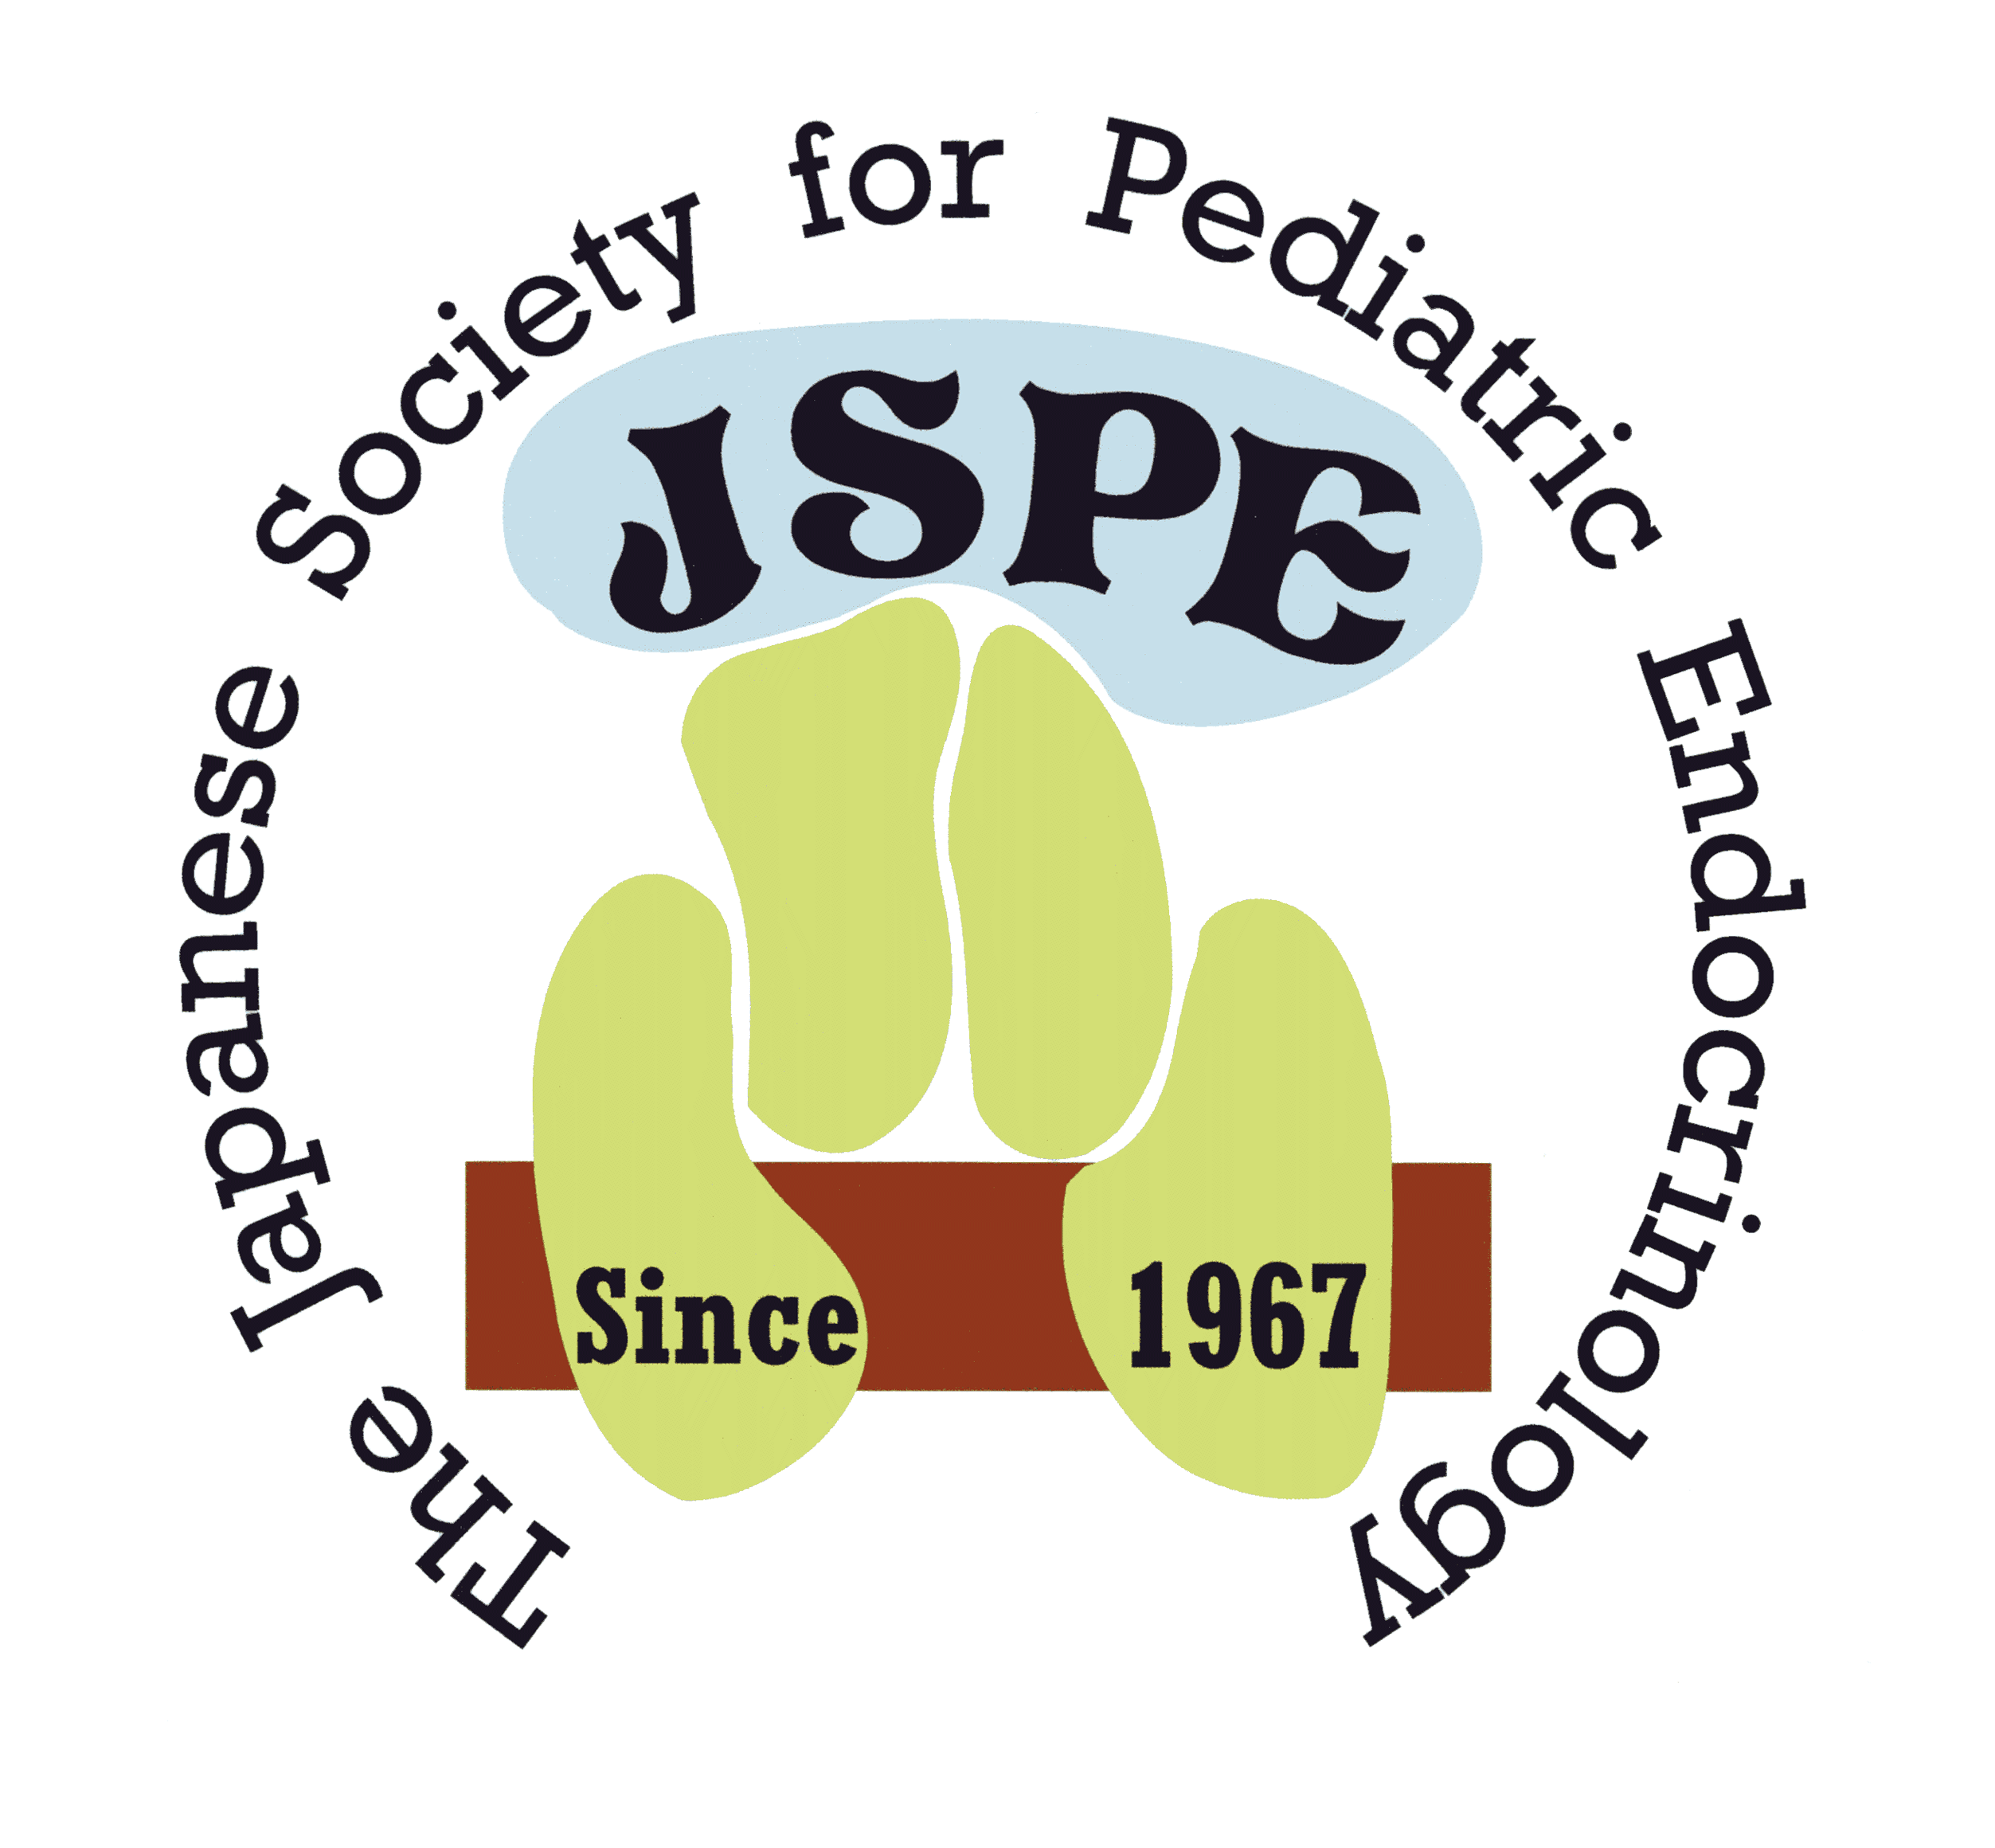 The Japanese Society for Pediatric Endocrinology
JSPE
Since 1967